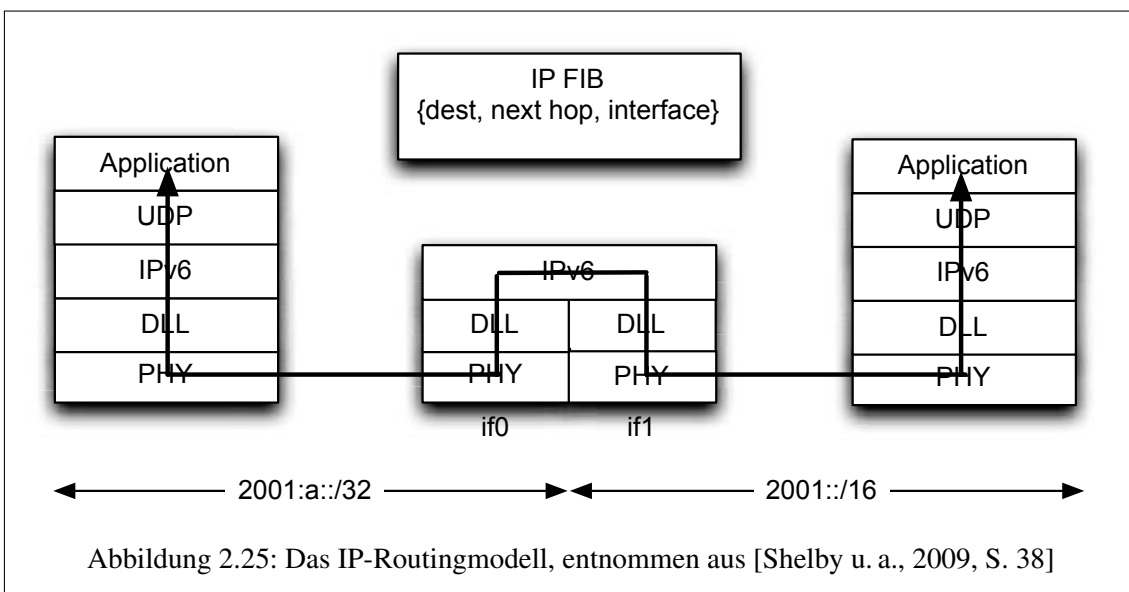 IP FIB
{dest, next hop, interface}
Application
UDP
IPv6
DLL
PHY
IPv6
DLL DLL
PHY PHY
if0 if1
Application
UDP
IPv6
DLL
PHY
2001:a::/32 2001::/16
Abbildung 2.25: Das IP-Routingmodell, entnommen aus [Shelby u. a., 2009, S. 38]